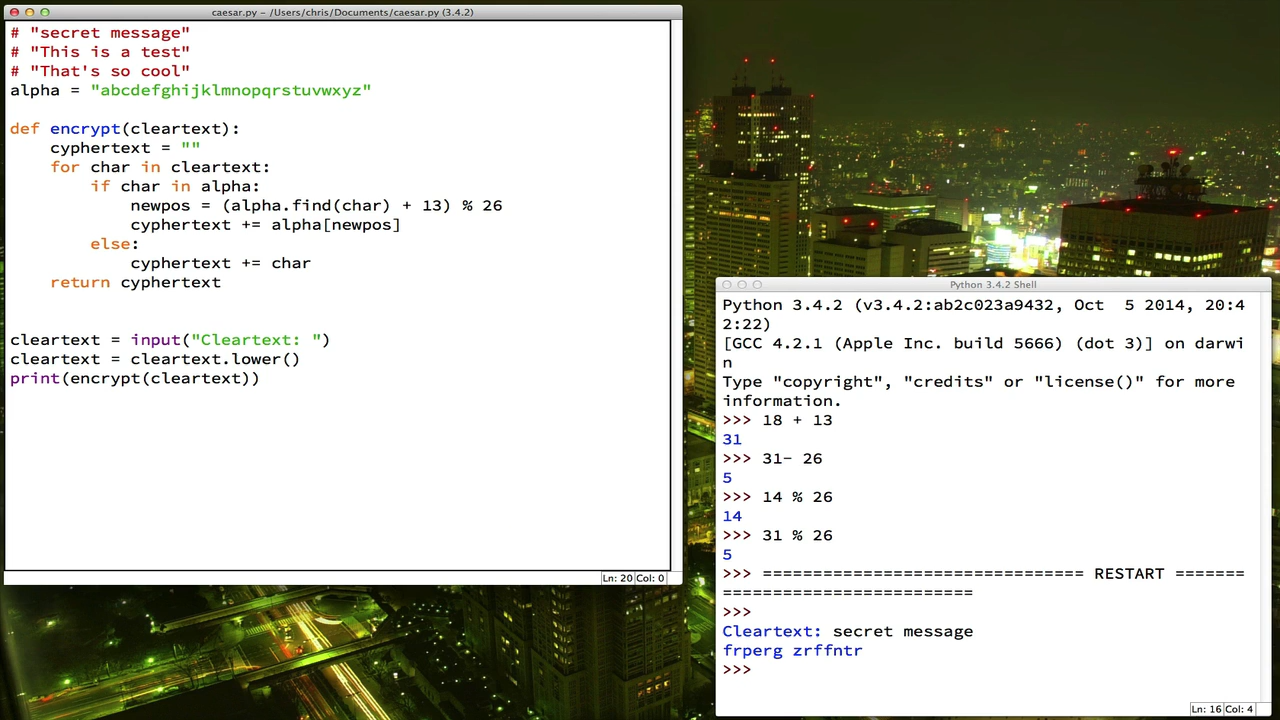 caesar.py – /Users/chris/Documents/caesar.py (3.4.2)
# "secret message"
# "This is a test"
# "That's so cool"
alpha = "abcdefghijklmnopqrstuvwxyz"
def encrypt(cleartext):
    cyphertext = ""
    for char in cleartext:
        if char in alpha:
            newpos = (alpha.find(char) + 13) % 26
            cyphertext += alpha[newpos]
        else:
            cyphertext += char
    return cyphertext
cleartext = input("Cleartext: ")
cleartext = cleartext.lower()
print(encrypt(cleartext))
Ln: 20 Col: 0
Python 3.4.2 Shell
Python 3.4.2 (v3.4.2:ab2c023a9432, Oct  5 2014, 20:4
2:22)
[GCC 4.2.1 (Apple Inc. build 5666) (dot 3)] on darwi
n
Type "copyright", "credits" or "license()" for more
information.
>>> 18 + 13
31
>>> 31- 26
5
>>> 14 % 26
14
>>> 31 % 26
5
>>> ================================ RESTART =======
=========================
>>>
Cleartext: secret message
frperg zrffntr
>>>
Ln: 16 Col: 4